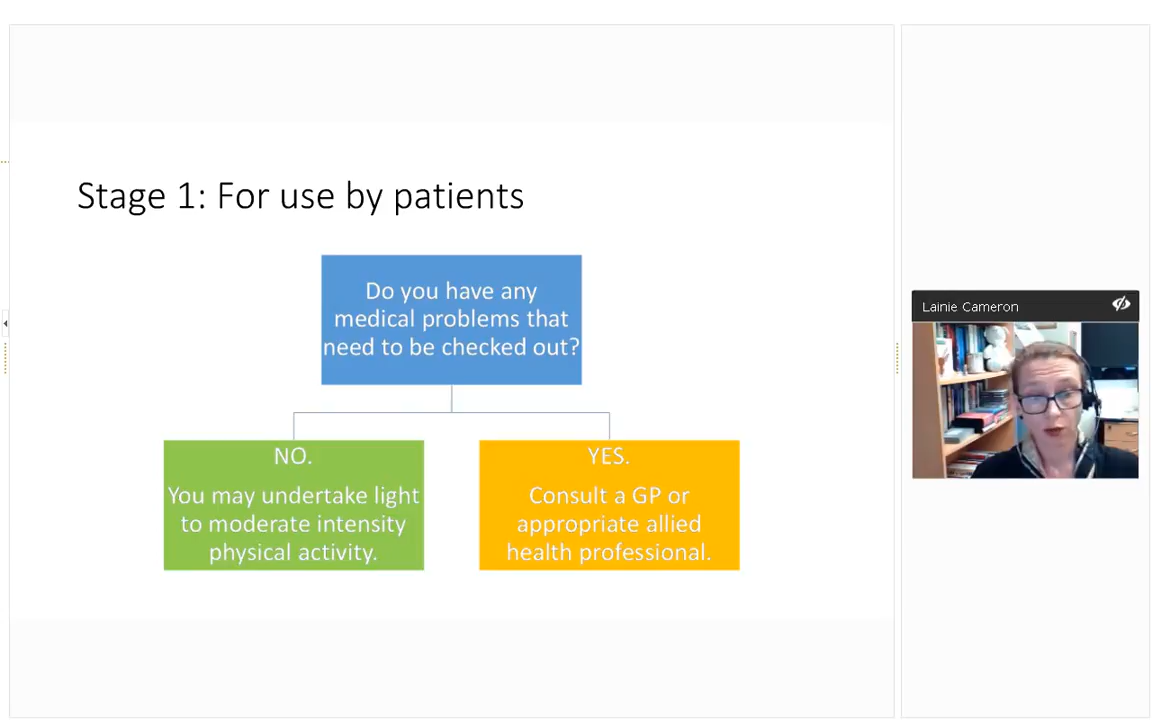 Stage 1: For use by patients
Do you have any
medical problems that
need to be checked out?
NO.
You may undertake light
to moderate intensity
physical activity.
YES.
Consult a GP or
appropriate allied
health professional.
Lainie Cameron